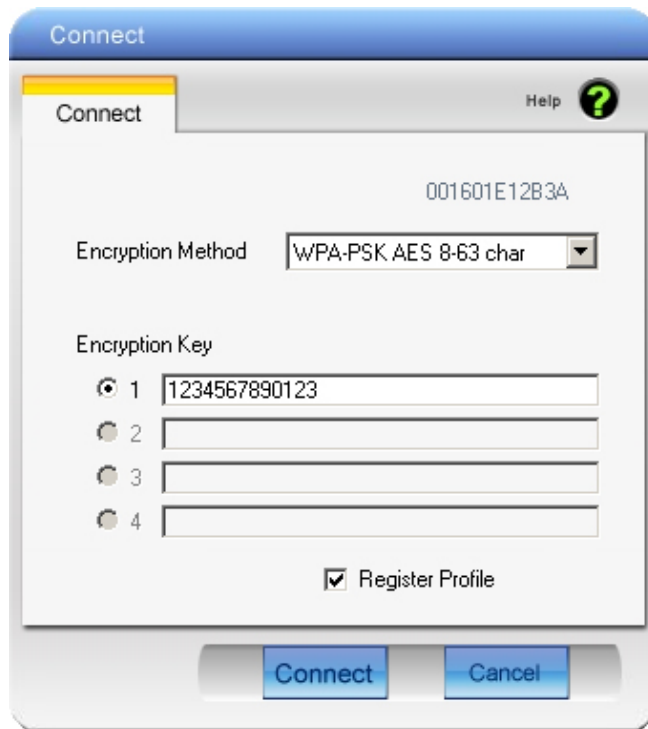 Connect
Connect
Help ?
001601E12B3A
Encryption Method WPA-PSK AES 8-63 char
Encryption Key
1 1234567890123
2
3
4
Register Profile
Connect Cancel